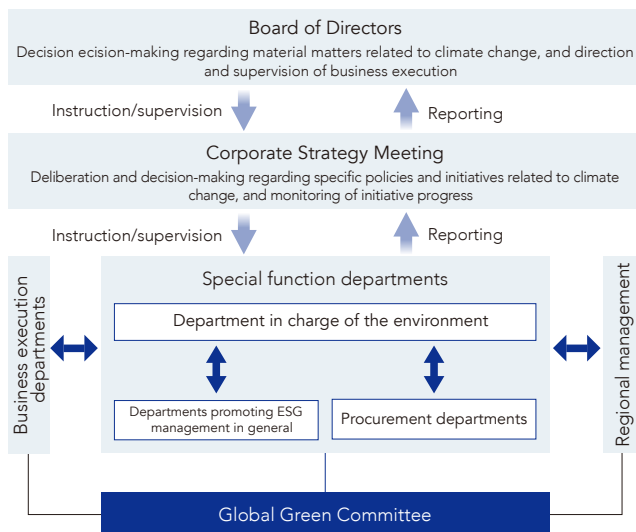 Board of Directors
Decision ecision-making regarding material matters related to climate change, and direction
and supervision of business execution
Instruction/supervision
Reporting
Corporate Strategy Meeting
Deliberation and decision-making regarding specific policies and initiatives related to climate
change, and monitoring of initiative progress
Instruction/supervision
Reporting
Business execution
departments
Special function departments
Department in charge of the environment
Departments promoting ESG
management in general
Procurement departments
Regional management
Global Green Committee